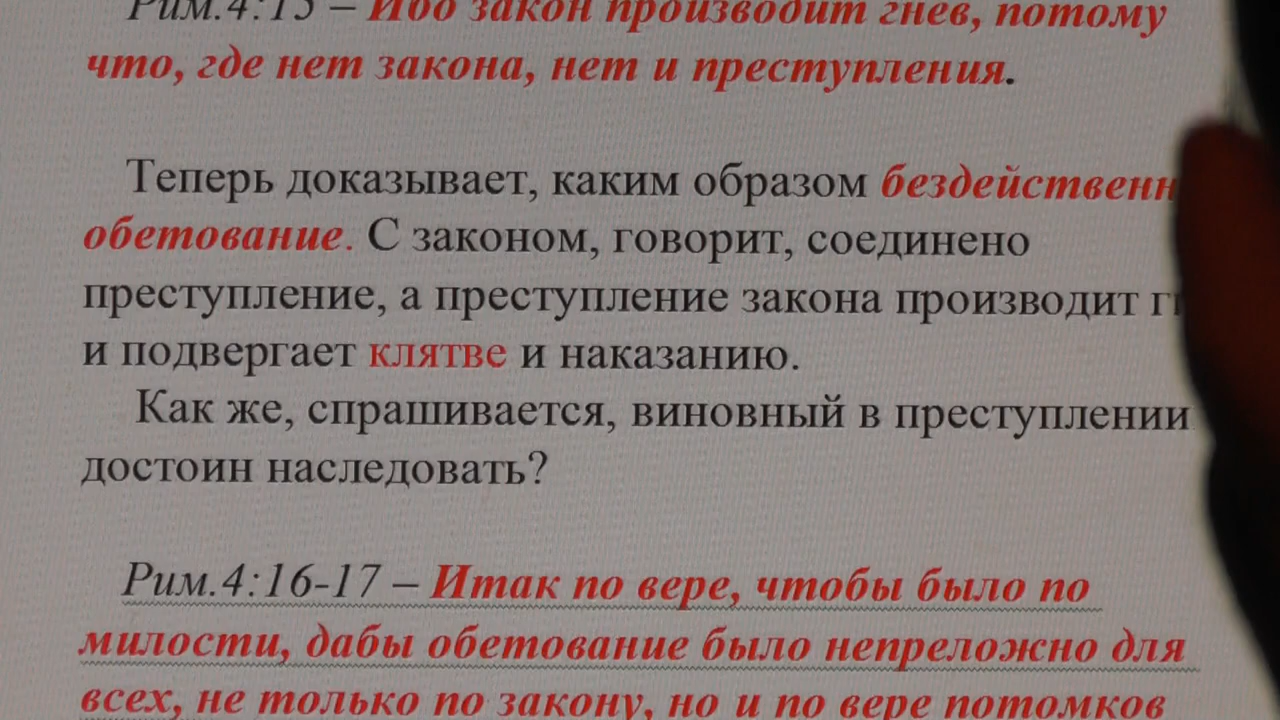 Рим.4:15 – Ибо закон производит гнев, потому
что, где нет закона, нет и преступления.
Теперь доказывает, каким образом бездейственн
обетование. С законом, говорит, соединено
преступление, а преступление закона производит г
и подвергает клятве и наказанию.
Как же, спрашивается, виновный в преступлении
достоин наследовать?
Рим.4:16-17 – Итак по вере, чтобы было по
милости, дабы обетование было непреложно для
всех, не только по закону, но и по вере потомков